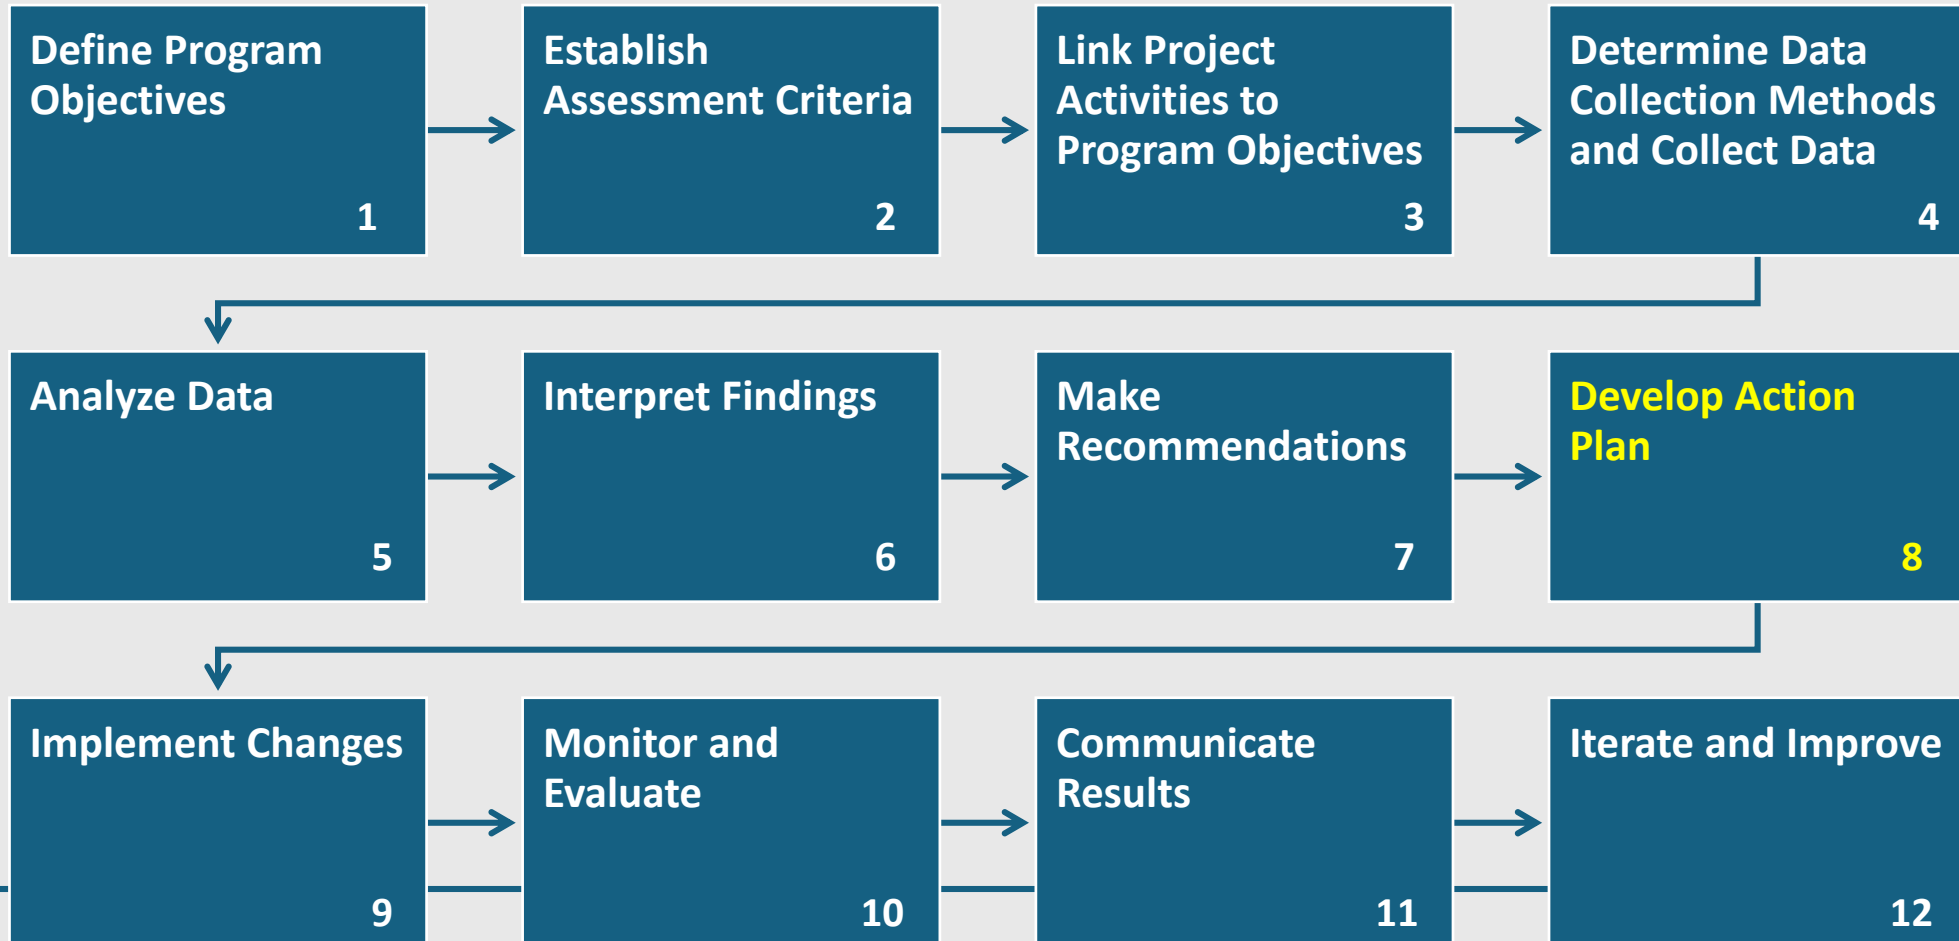 Define Program
Objectives
1
Establish
Assessment Criteria
2
Link Project
Activities to
Program Objectives
3
Determine Data
Collection Methods
and Collect Data
4
Analyze Data
5
Interpret Findings
6
Make
Recommendations
7
Develop Action
Plan
8
Implement Changes
9
Monitor and
Evaluate
10
Communicate
Results
11
Iterate and Improve
12